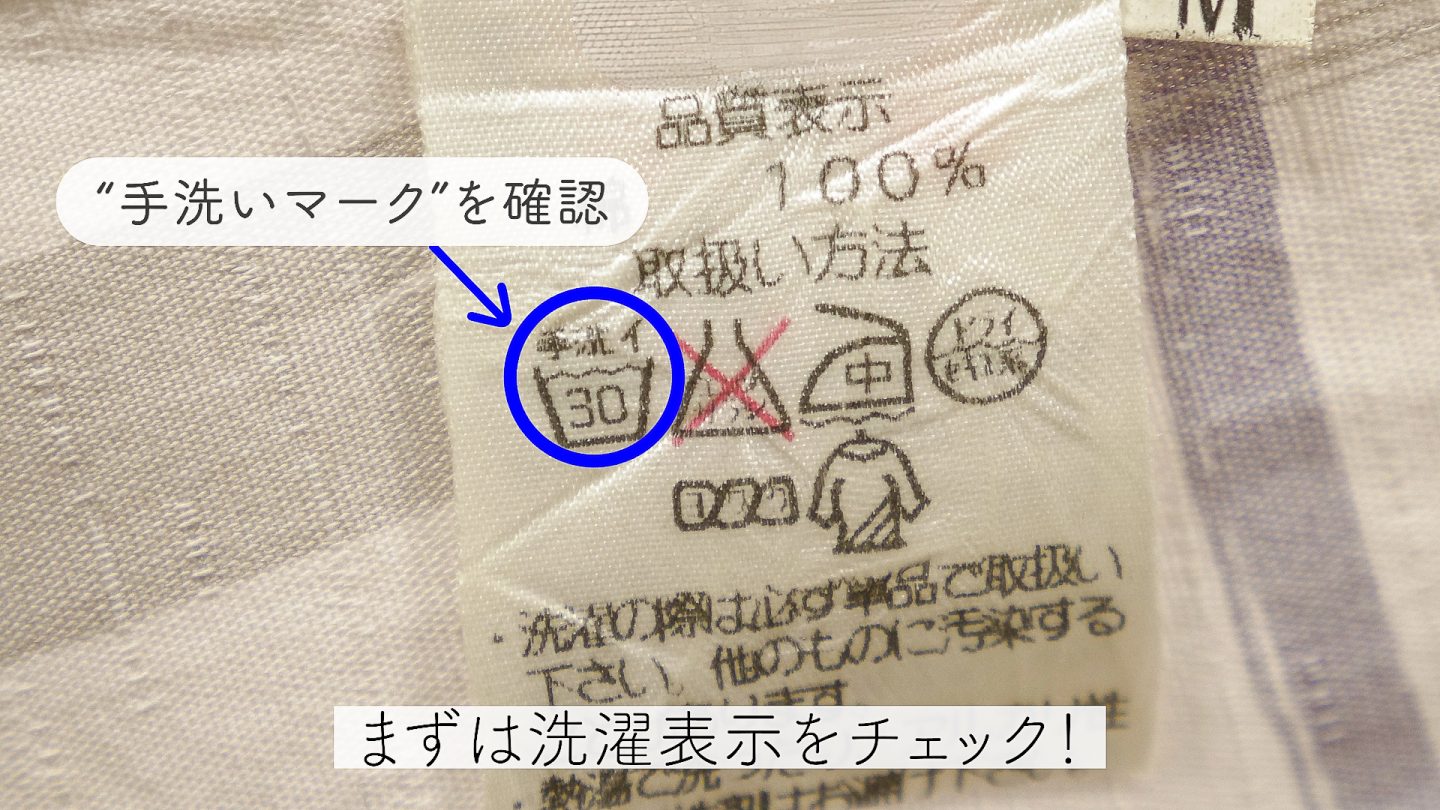 M
品質表示
100%
“手洗いマーク”を確認
取扱い方法
手洗イ
30
中
ドライ
・洗濯の際は必ず単品で取扱い
下さい。他のものに汚染する
まずは洗濯表示をチェック！